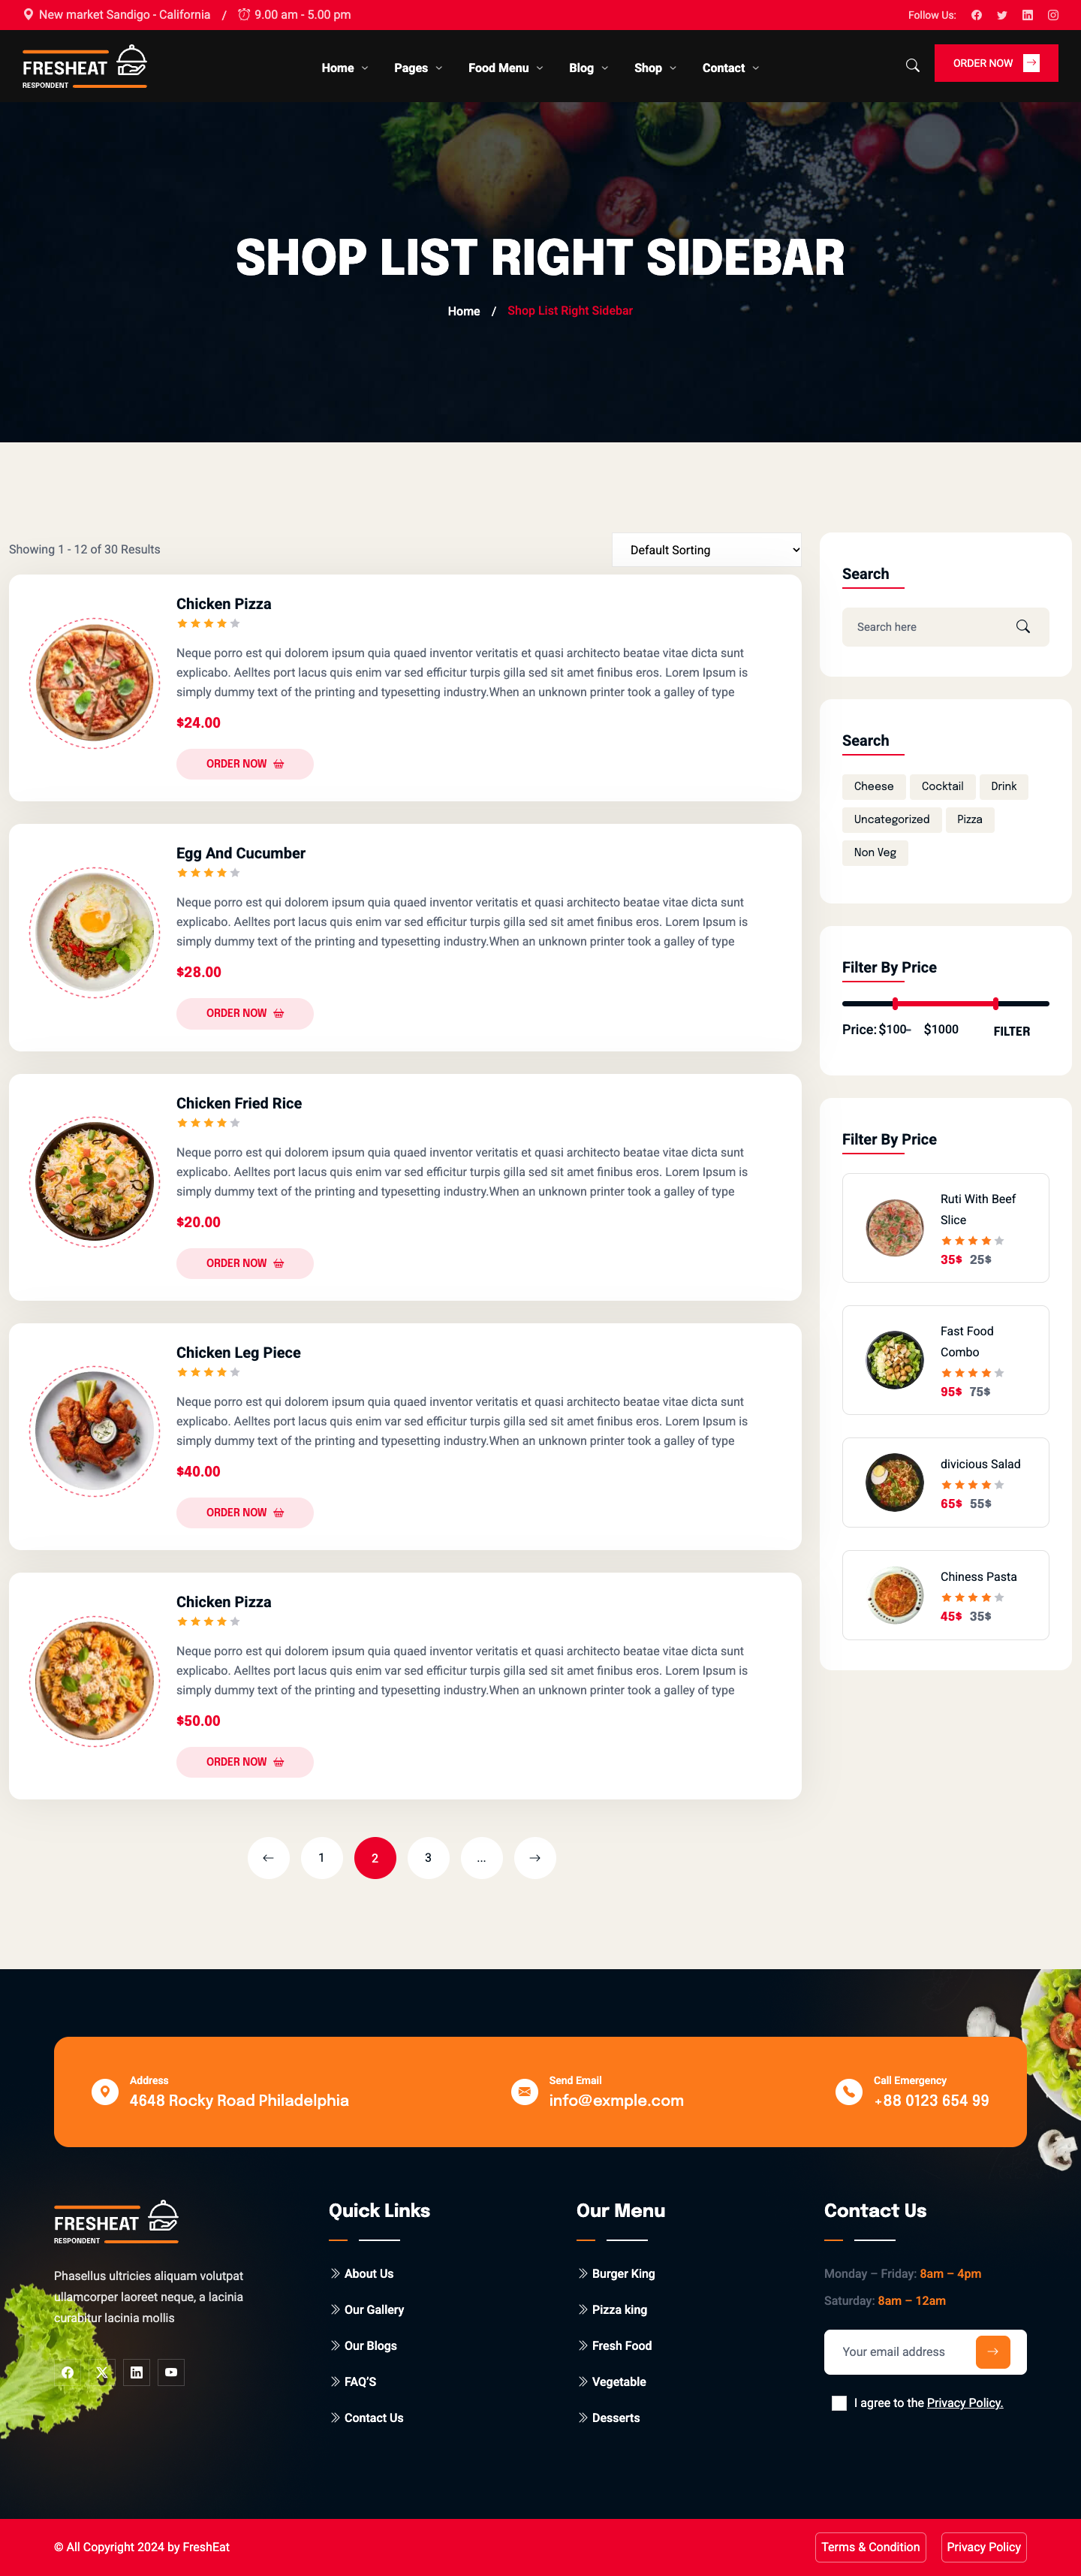 New market Sandigo - California / 9.00 am - 5.00 pm
Follow Us:
FRESHEAT
RESPONDENT
Home Pages Food Menu Blog Shop Contact
ORDER NOW
SHOP LIST RIGHT SIDEBAR
Home / Shop List Right Sidebar
Showing 1 - 12 of 30 Results
Default Sorting
Chicken Pizza
Neque porro est qui dolorem ipsum quia quaed inventor veritatis et quasi architecto beatae vitae dicta sunt
explicabo. Aelltes port lacus quis enim var sed efficitur turpis gilla sed sit amet finibus eros. Lorem Ipsum is
simply dummy text of the printing and typesetting industry.When an unknown printer took a galley of type
$24.00
ORDER NOW
Egg And Cucumber
Neque porro est qui dolorem ipsum quia quaed inventor veritatis et quasi architecto beatae vitae dicta sunt
explicabo. Aelltes port lacus quis enim var sed efficitur turpis gilla sed sit amet finibus eros. Lorem Ipsum is
simply dummy text of the printing and typesetting industry.When an unknown printer took a galley of type
$28.00
ORDER NOW
Chicken Fried Rice
Neque porro est qui dolorem ipsum quia quaed inventor veritatis et quasi architecto beatae vitae dicta sunt
explicabo. Aelltes port lacus quis enim var sed efficitur turpis gilla sed sit amet finibus eros. Lorem Ipsum is
simply dummy text of the printing and typesetting industry.When an unknown printer took a galley of type
$20.00
ORDER NOW
Chicken Leg Piece
Neque porro est qui dolorem ipsum quia quaed inventor veritatis et quasi architecto beatae vitae dicta sunt
explicabo. Aelltes port lacus quis enim var sed efficitur turpis gilla sed sit amet finibus eros. Lorem Ipsum is
simply dummy text of the printing and typesetting industry.When an unknown printer took a galley of type
$40.00
ORDER NOW
Chicken Pizza
Neque porro est qui dolorem ipsum quia quaed inventor veritatis et quasi architecto beatae vitae dicta sunt
explicabo. Aelltes port lacus quis enim var sed efficitur turpis gilla sed sit amet finibus eros. Lorem Ipsum is
simply dummy text of the printing and typesetting industry.When an unknown printer took a galley of type
$50.00
ORDER NOW
1 2 3 ...
Search
Search here
Search
Cheese Cocktail Drink
Uncategorized Pizza
Non Veg
Filter By Price
Price: $100– $1000 FILTER
Filter By Price
Ruti With Beef
Slice
35$ 25$
Fast Food
Combo
95$ 75$
divicious Salad
65$ 55$
Chiness Pasta
45$ 35$
Address
4648 Rocky Road Philadelphia
Send Email
info@exmple.com
Call Emergency
+88 0123 654 99
FRESHEAT
RESPONDENT
Phasellus ultricies aliquam volutpat
ullamcorper laoreet neque, a lacinia
curabitur lacinia mollis
Quick Links
About Us
Our Gallery
Our Blogs
FAQ'S
Contact Us
Our Menu
Burger King
Pizza king
Fresh Food
Vegetable
Desserts
Contact Us
Monday – Friday: 8am – 4pm
Saturday: 8am – 12am
Your email address
I agree to the Privacy Policy.
© All Copyright 2024 by FreshEat
Terms & Condition
Privacy Policy